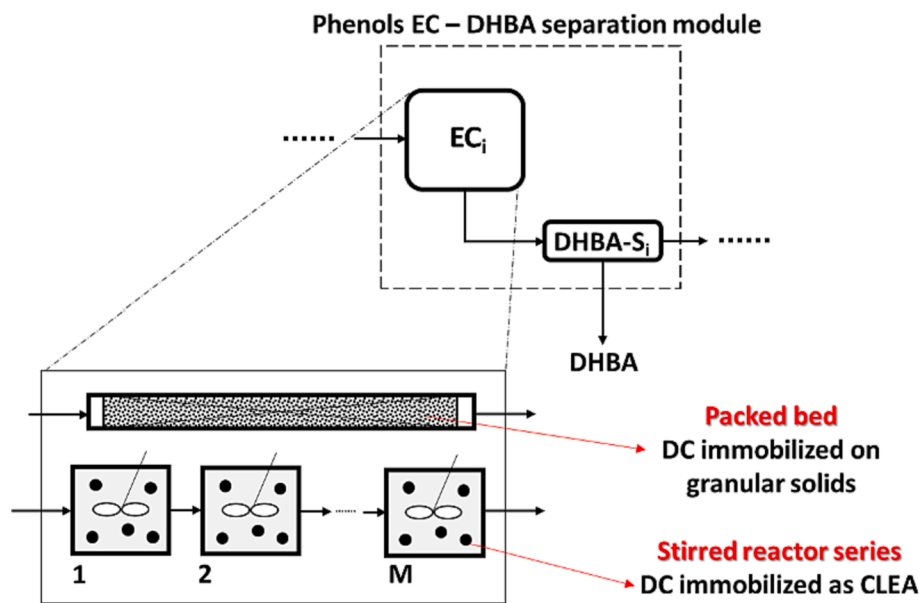 Phenols EC – DHBA separation module
ECᵢ
DHBA-Sᵢ
DHBA
Packed bed
DC immobilized on
granular solids
Stirred reactor series
DC immobilized as CLEA
1
2
M